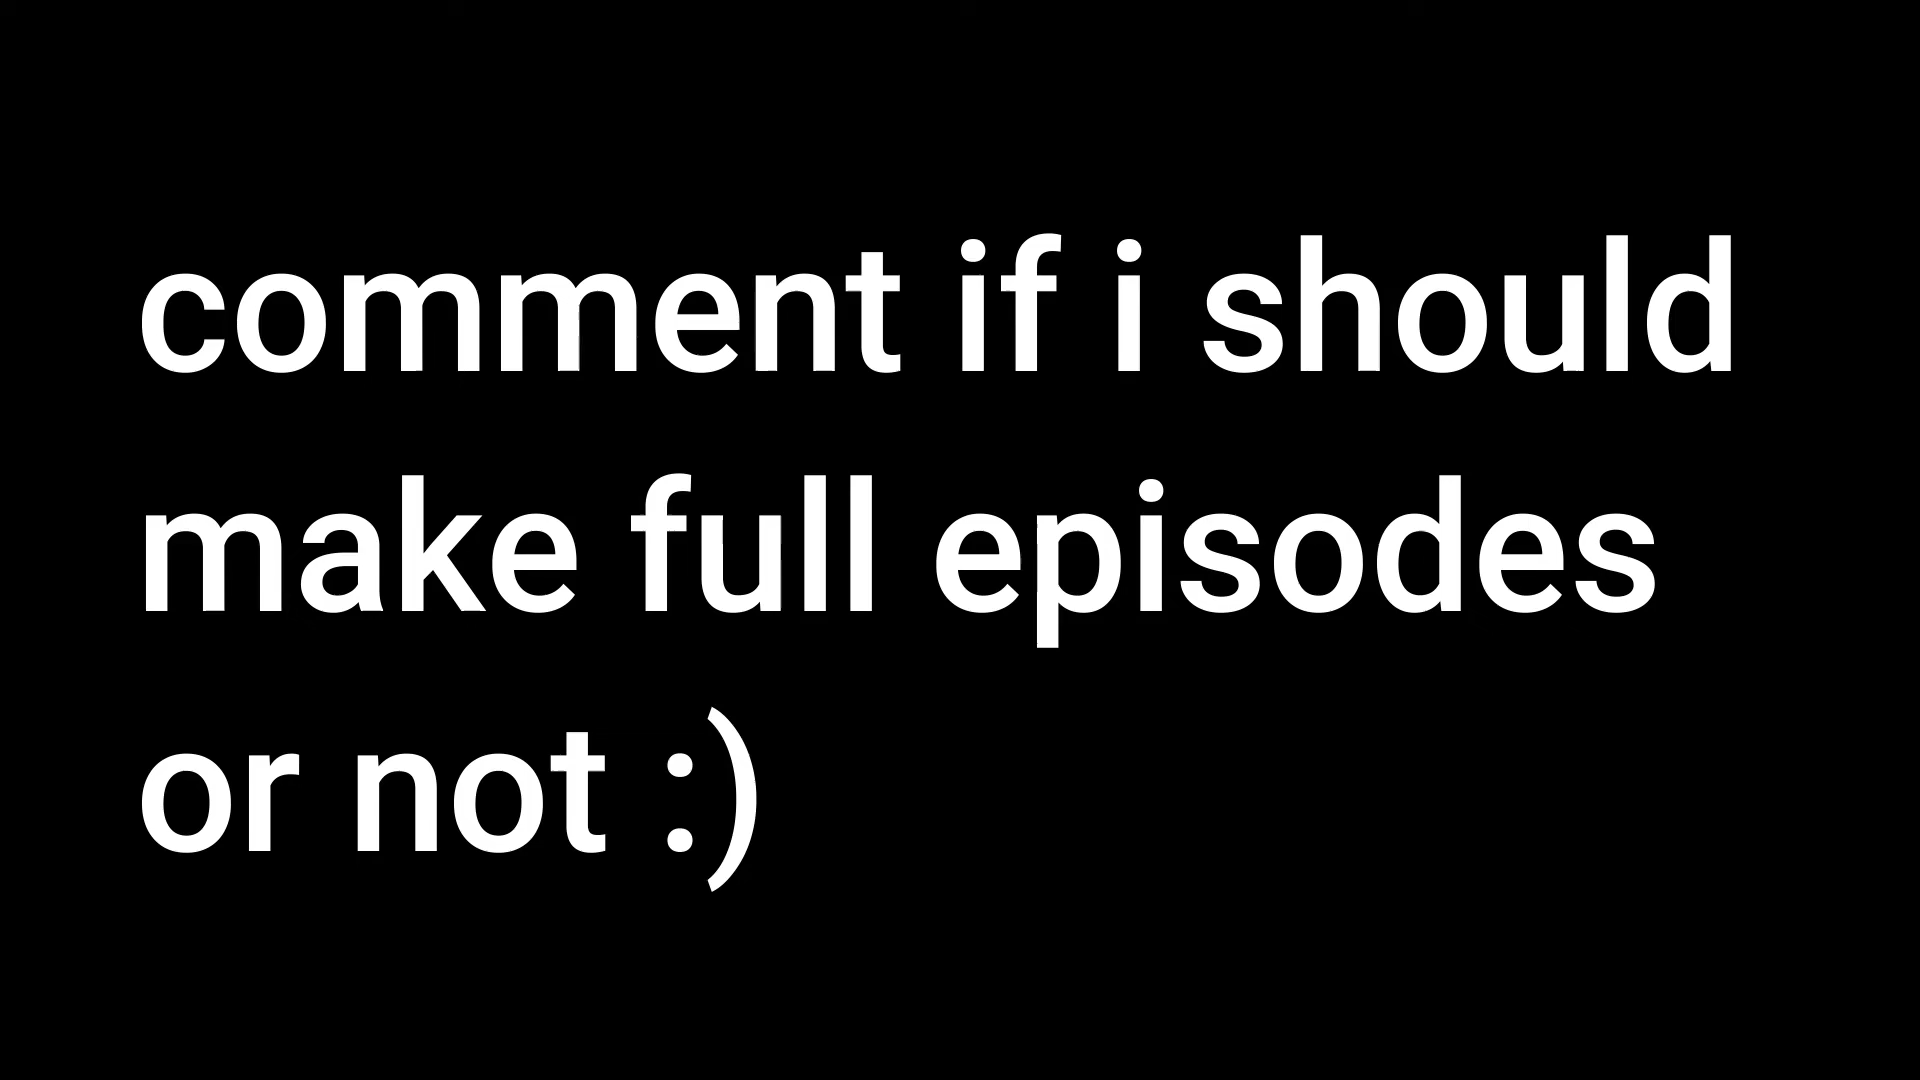 comment if i should
make full episodes
or not :)